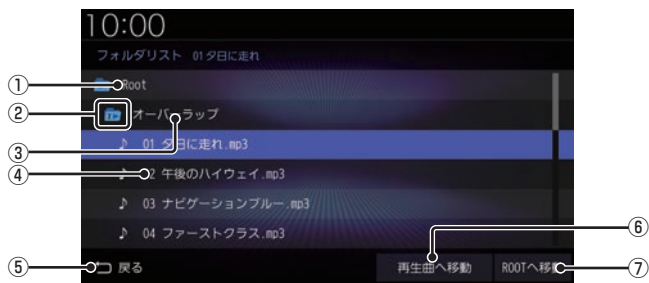 10:00
フォルダリスト 01 夕日に走れ
① Root
② オーバーラップ
③ ♪ 01 夕日に走れ.mp3
④ ♪ 02 午後のハイウェイ.mp3
♪ 03 ナビゲーションブルー.mp3
♪ 04 ファーストクラス.mp3
⑥
⑤ 戻る 再生曲へ移動 ROOTへ移動 ⑦